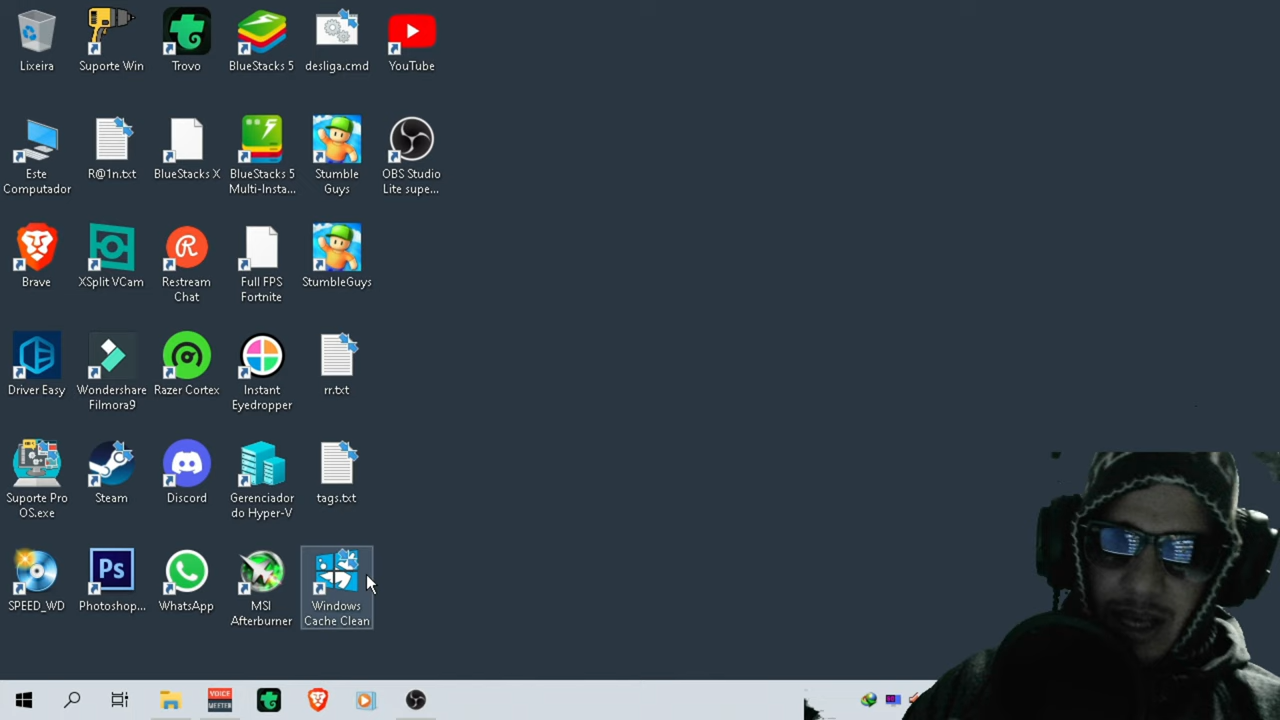 Lixeira
Suporte Win
Trovo
BlueStacks 5
desliga.cmd
YouTube
Este
Computador
R@1n.txt
BlueStacks X
BlueStacks 5
Multi-Insta...
Stumble
Guys
OBS Studio
Lite supe...
Brave
XSplit VCam
Restream
Chat
Full FPS
Fortnite
StumbleGuys
Driver Easy
Wondershare
Filmora9
Razer Cortex
Instant
Eyedropper
rr.txt
Suporte Pro
OS.exe
Steam
Discord
Gerenciador
do Hyper-V
tags.txt
Ps
SPEED_WD
Photoshop...
WhatsApp
MSI
Afterburner
Windows
Cache Clean
VOICE
MEETER